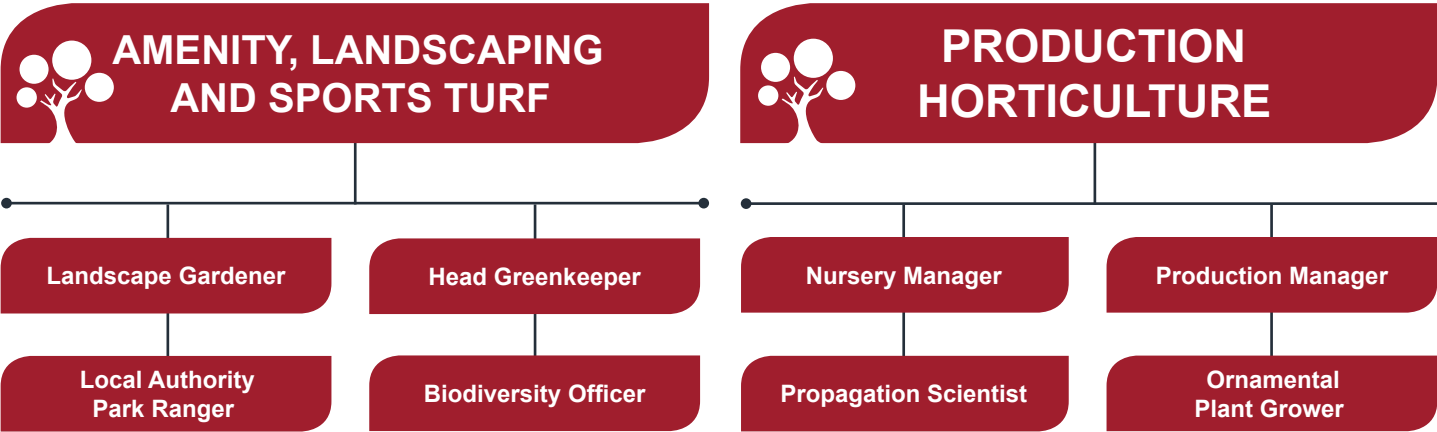 AMENITY, LANDSCAPING
AND SPORTS TURF
PRODUCTION
HORTICULTURE
Landscape Gardener
Head Greenkeeper
Nursery Manager
Production Manager
Local Authority
Park Ranger
Biodiversity Officer
Propagation Scientist
Ornamental
Plant Grower